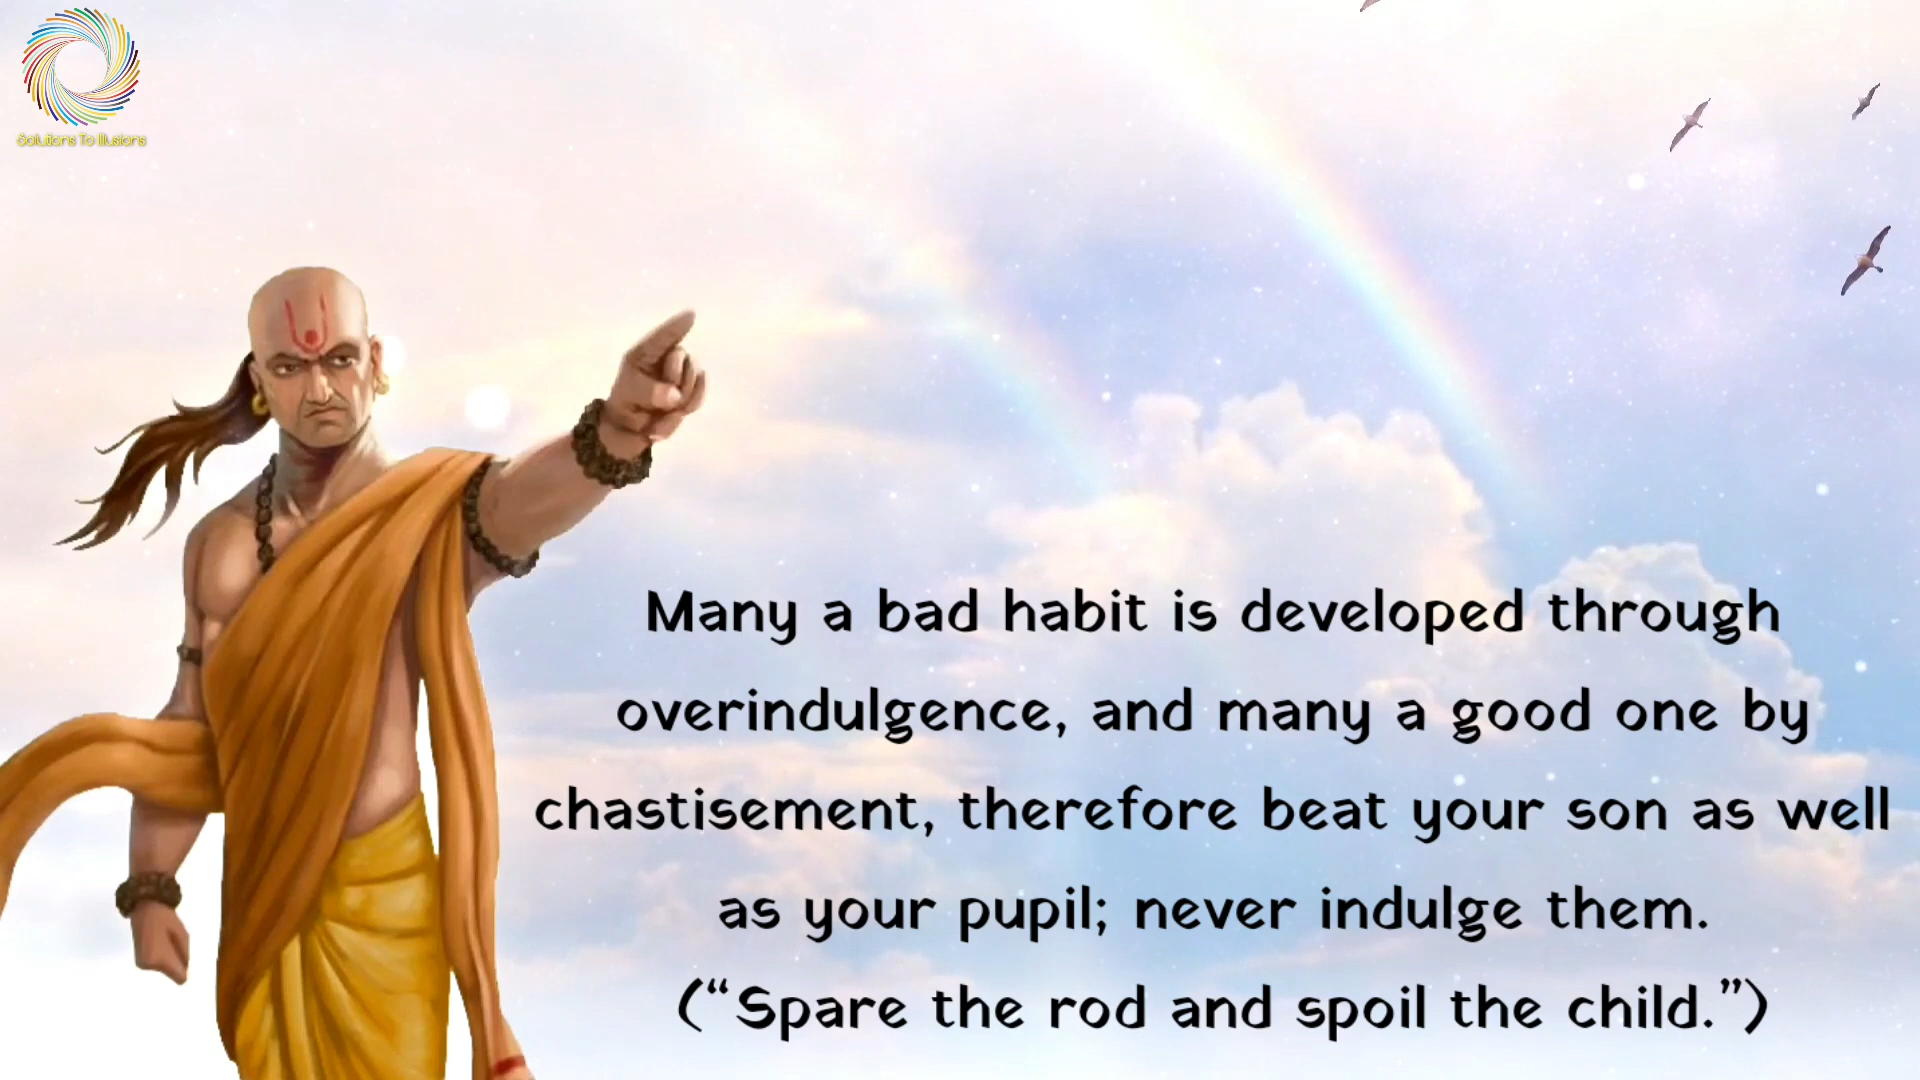 Solutions To Illusions
Many a bad habit is developed through
overindulgence, and many a good one by
chastisement, therefore beat your son as well
as your pupil; never indulge them.
(“Spare the rod and spoil the child.”)